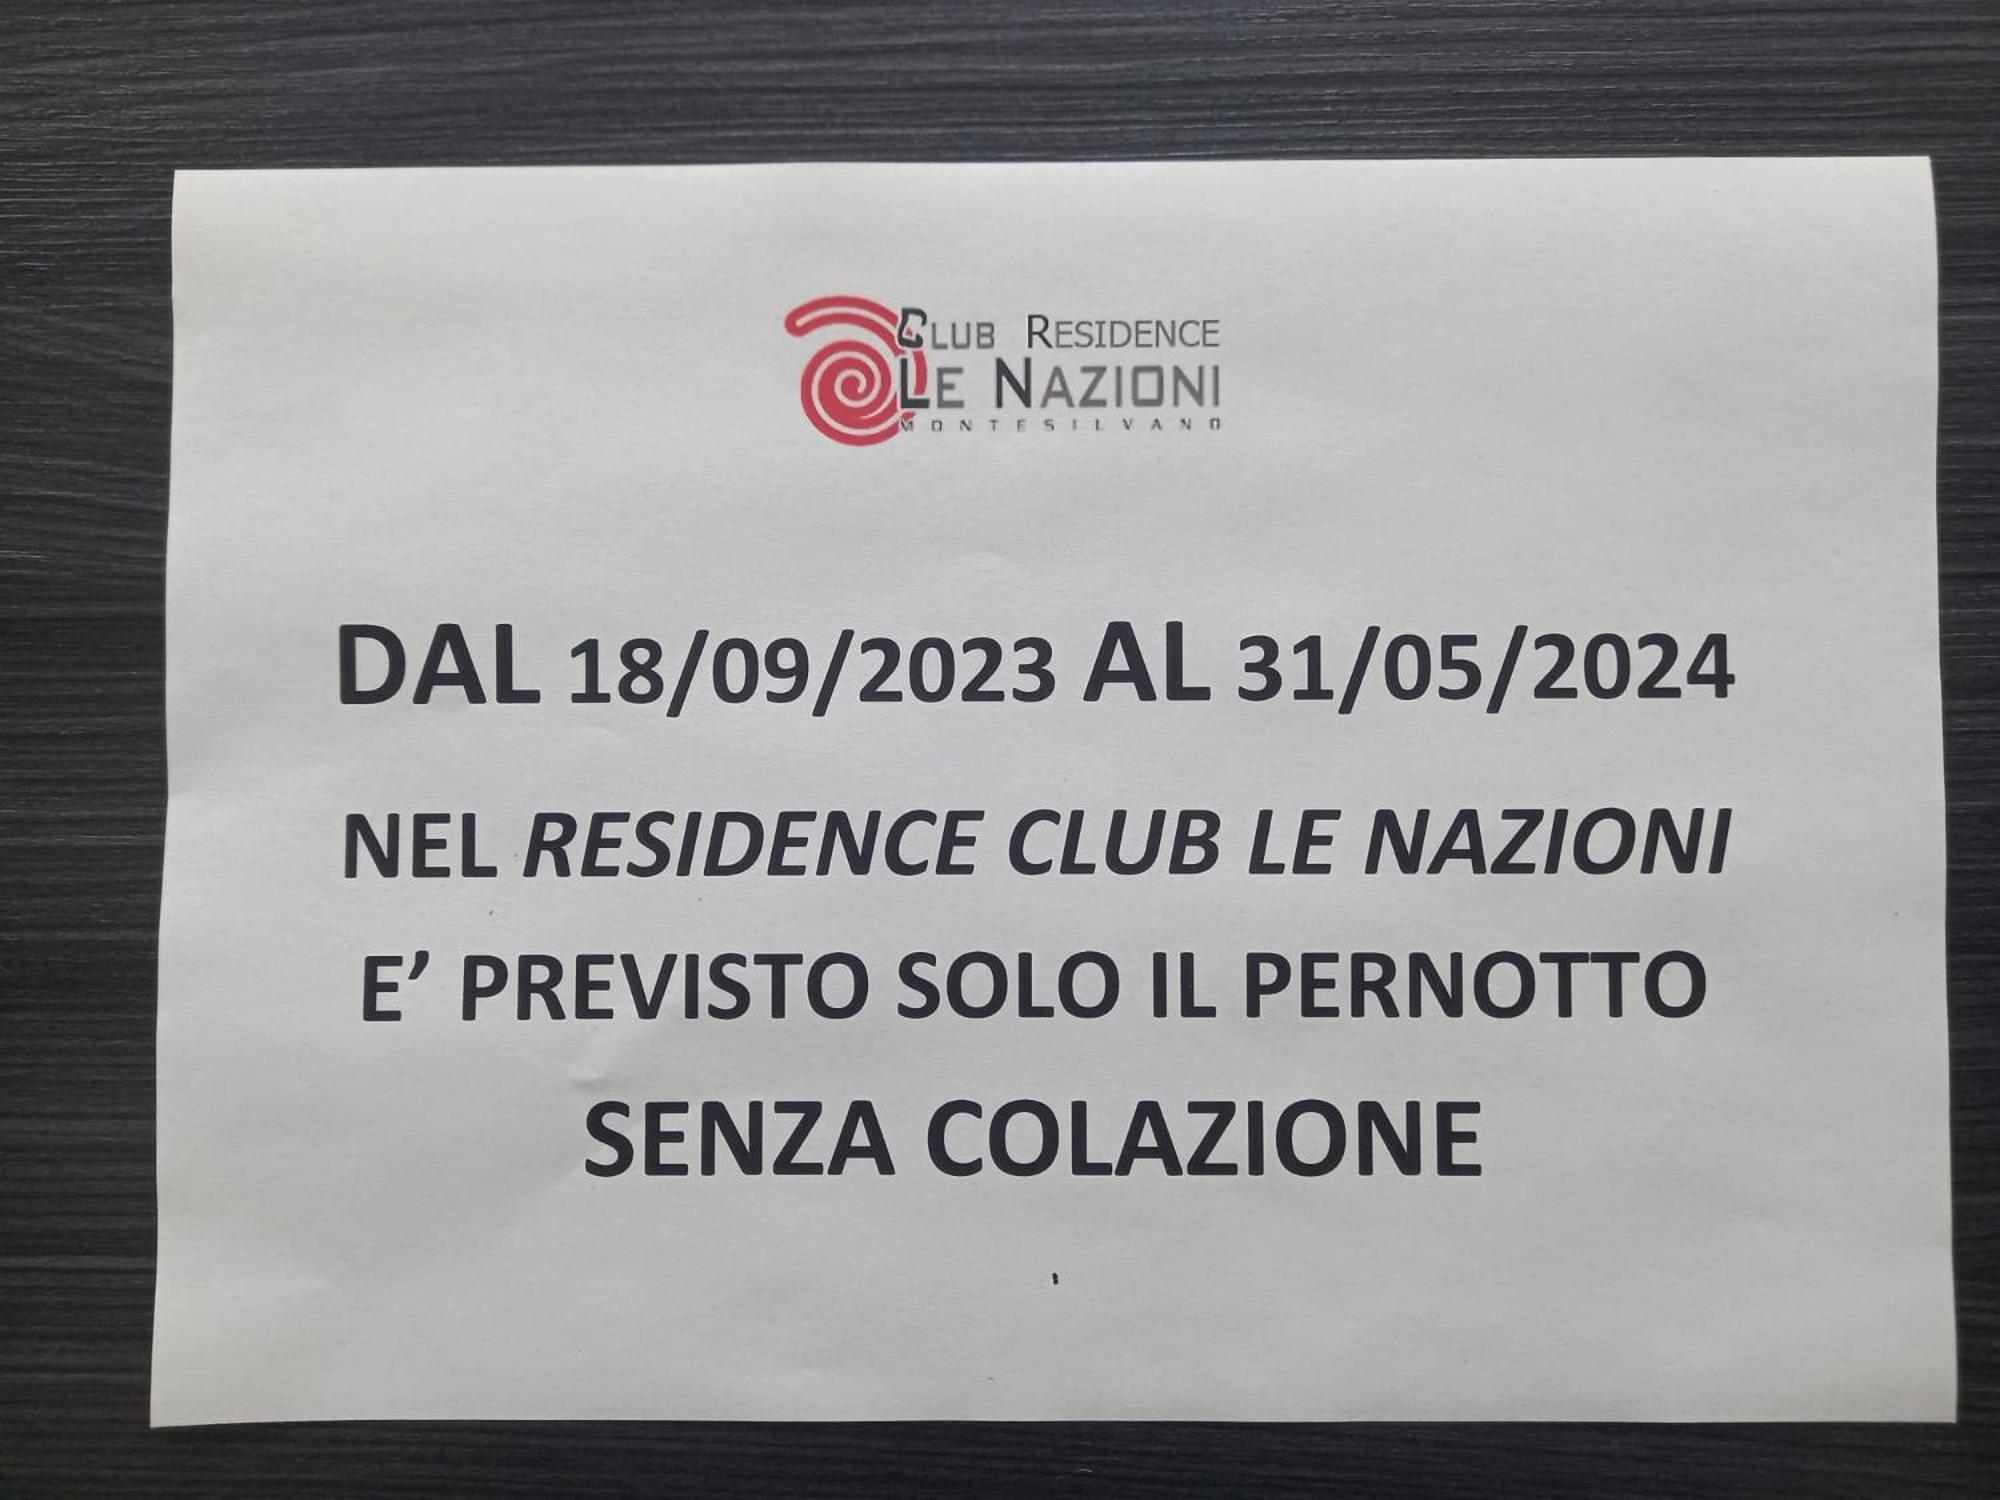 CLUB RESIDENCE
LE NAZIONI
MONTESILVANO
DAL 18/09/2023 AL 31/05/2024
NEL RESIDENCE CLUB LE NAZIONI
E’ PREVISTO SOLO IL PERNOTTO
SENZA COLAZIONE